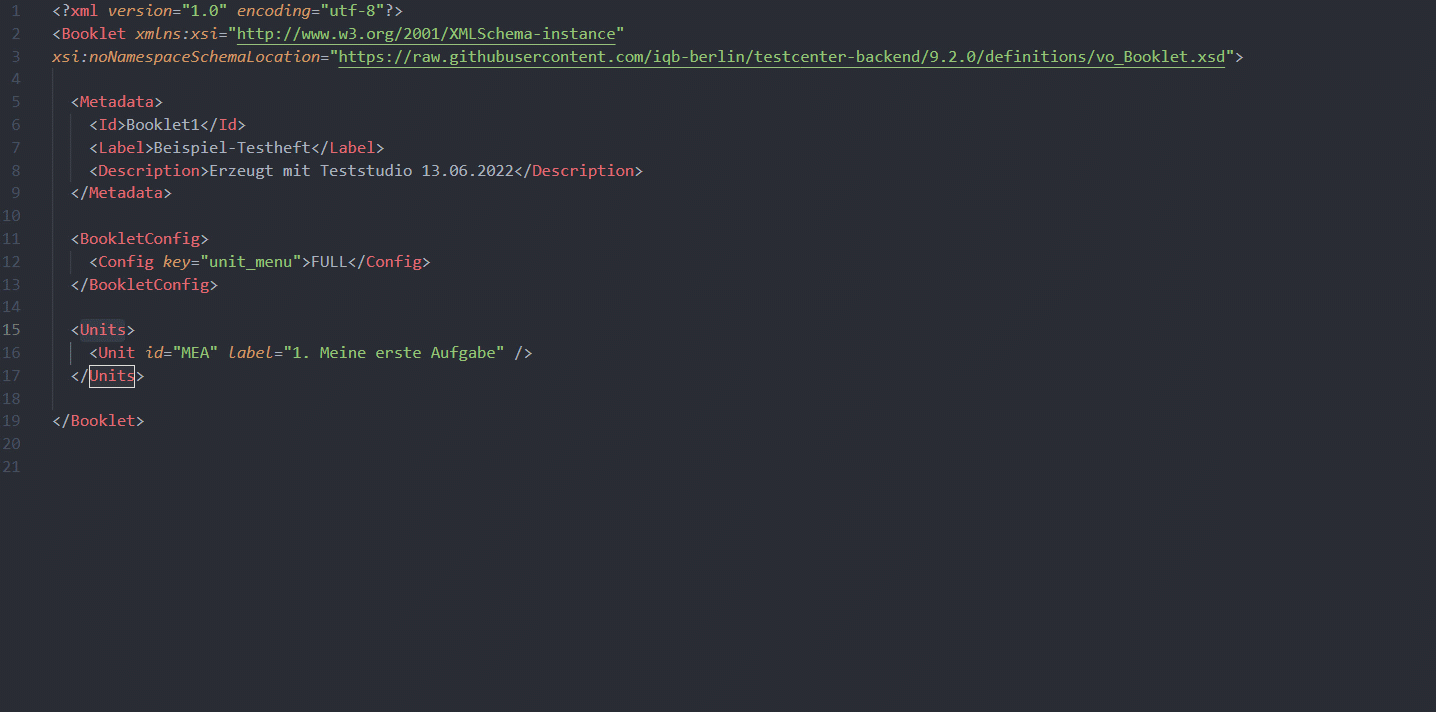 1 <?xml version="1.0" encoding="utf-8"?>
2 <Booklet xmlns:xsi="http://www.w3.org/2001/XMLSchema-instance"
3 xsi:noNamespaceSchemaLocation="https://raw.githubusercontent.com/iqb-berlin/testcenter-backend/9.2.0/definitions/vo_Booklet.xsd">
4
5 <Metadata>
6 <Id>Booklet1</Id>
7 <Label>Beispiel-Testheft</Label>
8 <Description>Erzeugt mit Teststudio 13.06.2022</Description>
9 </Metadata>
10
11 <BookletConfig>
12 <Config key="unit_menu">FULL</Config>
13 </BookletConfig>
14
15 <Units>
16 <Unit id="MEA" label="1. Meine erste Aufgabe" />
17 </Units>
18
19 </Booklet>
20
21